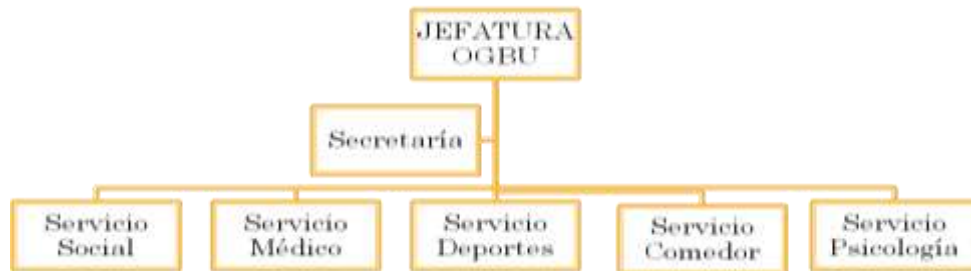 JEFATURA
OGBU
Secretaría
Servicio
Social
Servicio
Médico
Servicio
Deportes
Servicio
Comedor
Servicio
Psicología